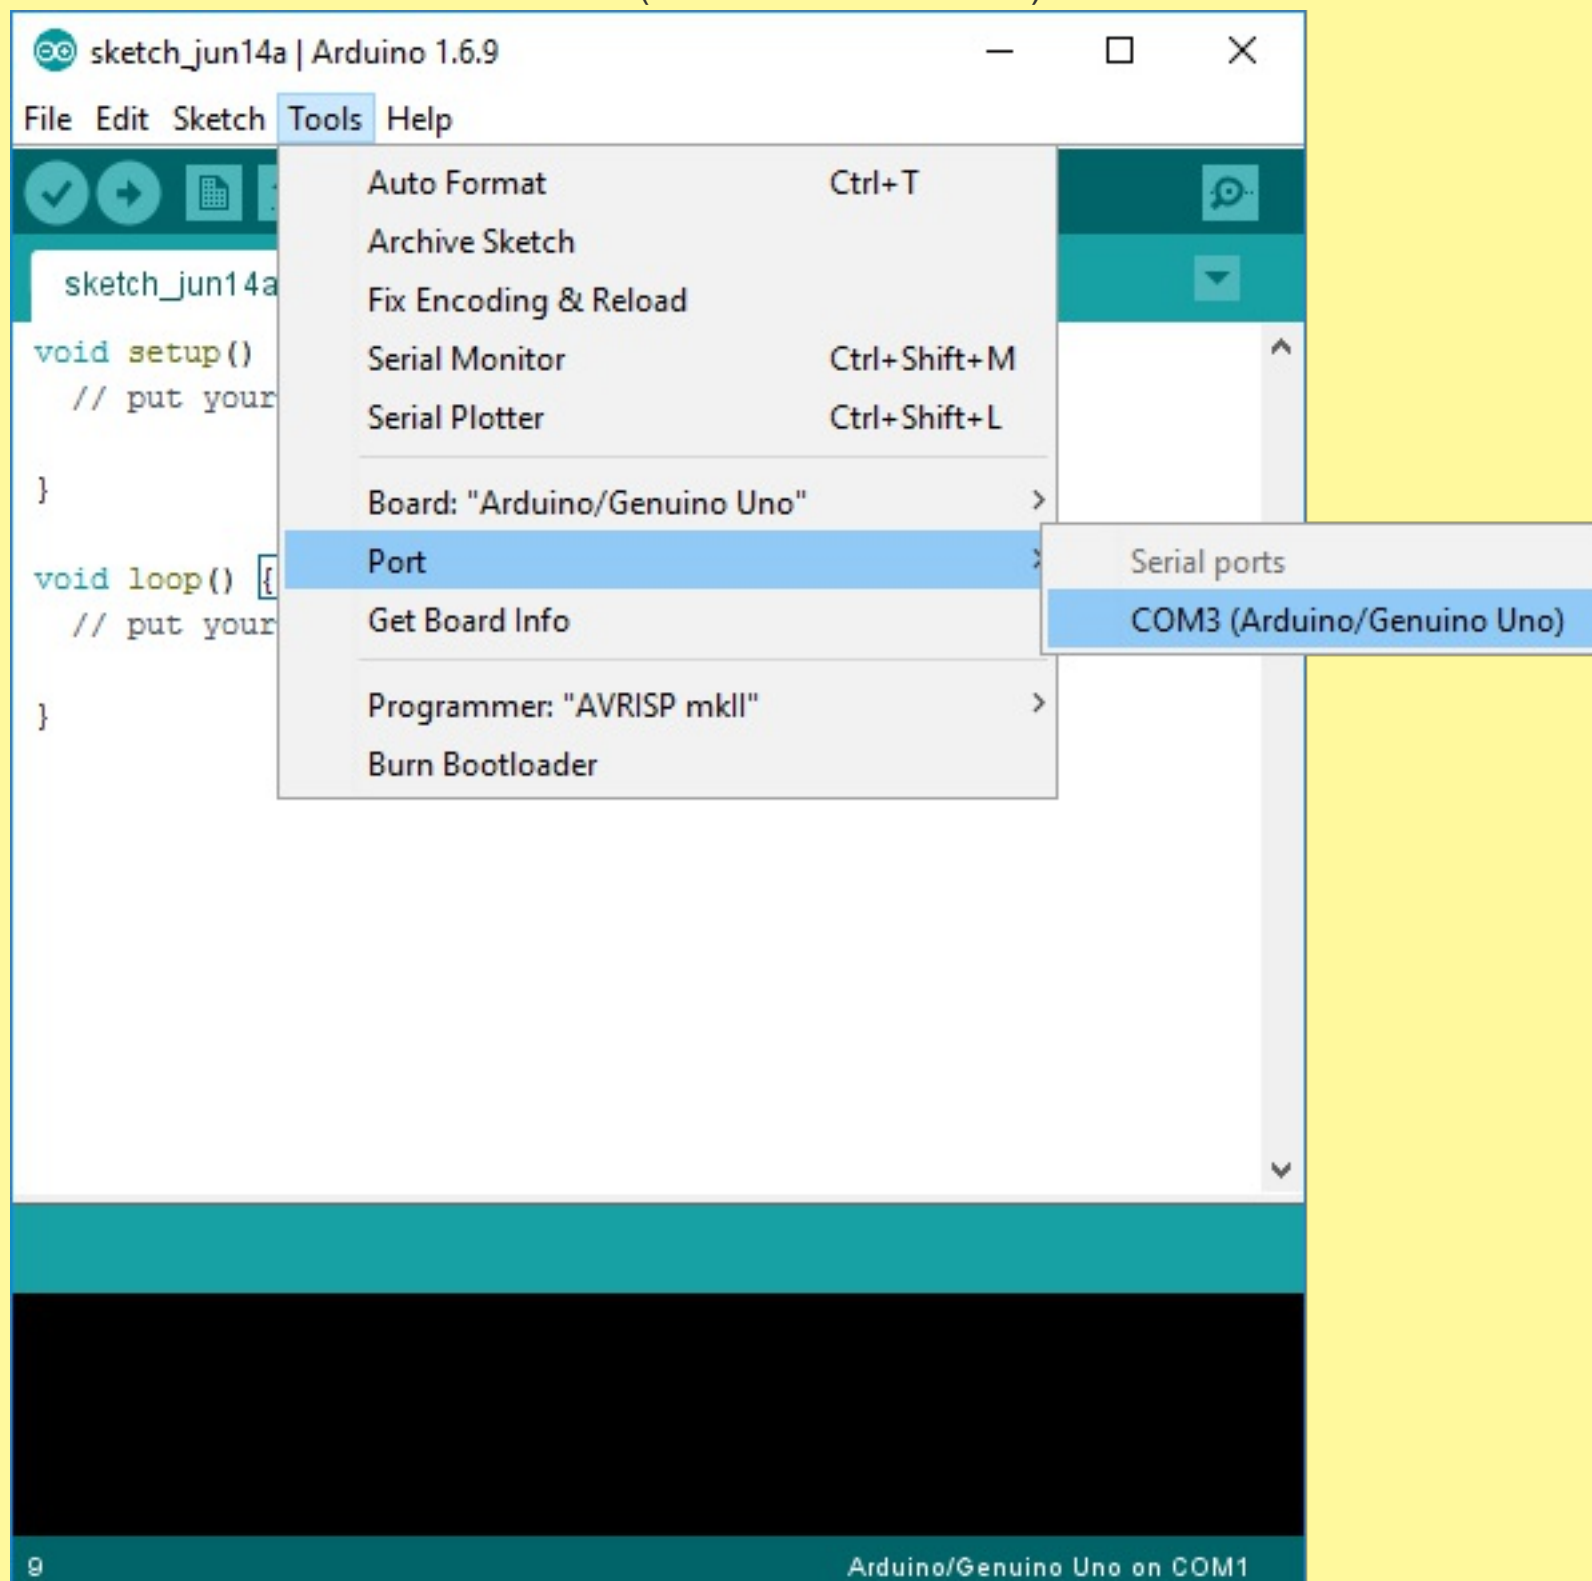 sketch_jun14a | Arduino 1.6.9
File Edit Sketch Tools Help
sketch_jun14a
void setup()
// put your
}
void loop() {
// put your
}
Auto Format Ctrl+T
Archive Sketch
Fix Encoding & Reload
Serial Monitor Ctrl+Shift+M
Serial Plotter Ctrl+Shift+L
Board: "Arduino/Genuino Uno"
Port
Get Board Info
Programmer: "AVRISP mkII"
Burn Bootloader
Serial ports
COM3 (Arduino/Genuino Uno)
9 Arduino/Genuino Uno on COM1